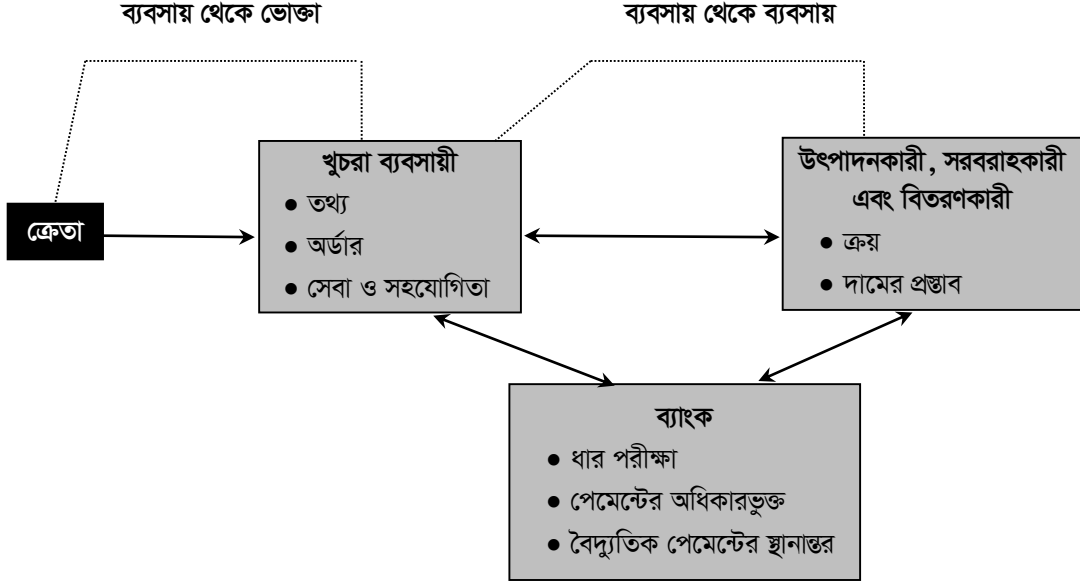 ব্যবসায় থেকে ভোক্তা
ব্যবসায় থেকে ব্যবসায়
ক্রেতা
খুচরা ব্যবসায়ী
● তথ্য
● অর্ডার
● সেবা ও সহযোগিতা
উৎপাদনকারী, সরবরাহকারী
এবং বিতরণকারী
● ক্রয়
● দামের প্রস্তাব
ব্যাংক
● ধার পরীক্ষা
● পেমেন্টের অধিকারভুক্ত
● বৈদ্যুতিক পেমেন্টের স্থানান্তর